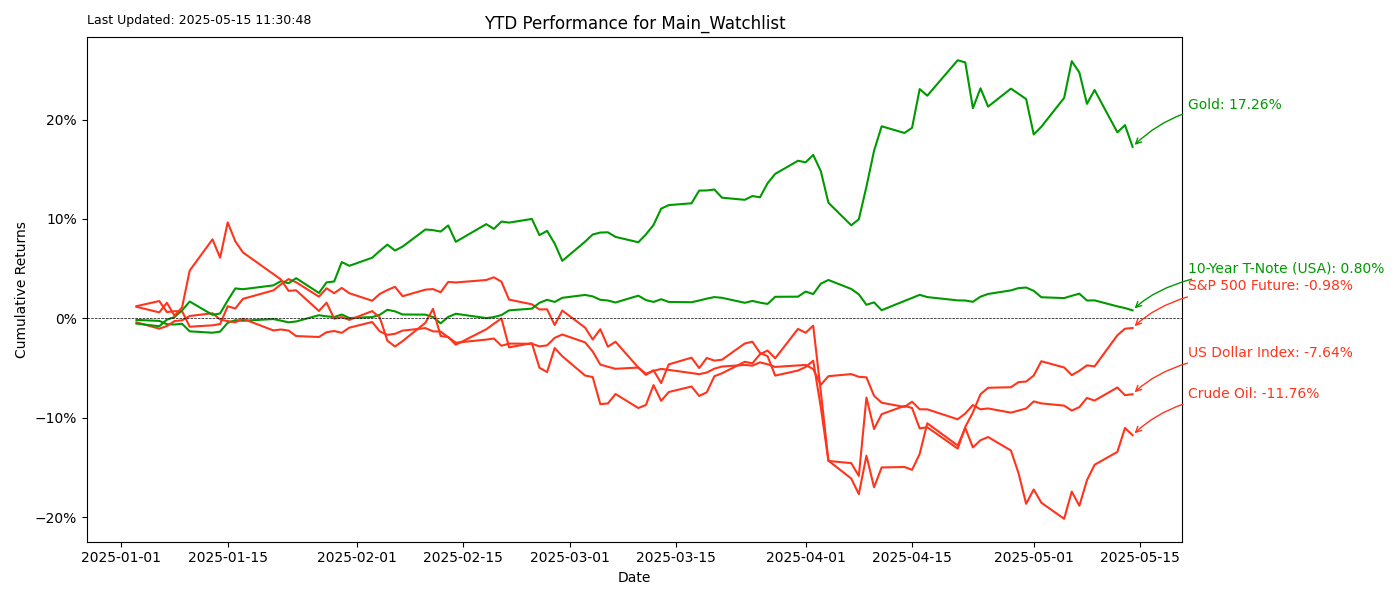 Last Updated: 2025-05-15 11:30:48
YTD Performance for Main_Watchlist
Cumulative Returns
20%
10%
0%
−10%
−20%
Gold: 17.26%
10-Year T-Note (USA): 0.80%
S&P 500 Future: -0.98%
US Dollar Index: -7.64%
Crude Oil: -11.76%
2025-01-01 2025-01-15 2025-02-01 2025-02-15 2025-03-01 2025-03-15 2025-04-01 2025-04-15 2025-05-01 2025-05-15
Date